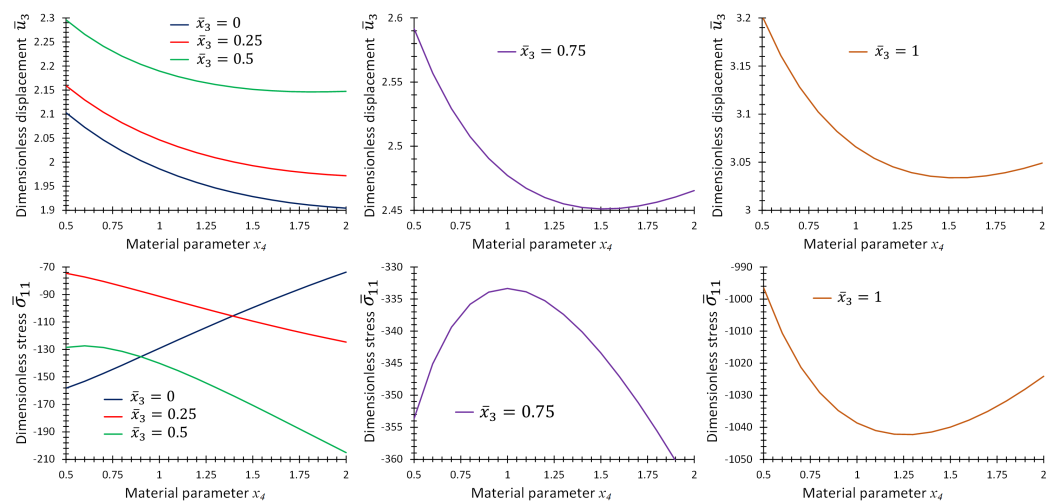 Dimensionless displacement ū₃
2.3
2.25
2.2
2.15
2.1
2.05
2
1.95
1.9
x̄₃ = 0
x̄₃ = 0.25
x̄₃ = 0.5
0.5 0.75 1 1.25 1.5 1.75 2
Material parameter x₄
Dimensionless displacement ū₃
2.6
2.55
2.5
2.45
x̄₃ = 0.75
0.5 0.75 1 1.25 1.5 1.75 2
Material parameter x₄
Dimensionless displacement ū₃
3.2
3.15
3.1
3.05
3
x̄₃ = 1
0.5 0.75 1 1.25 1.5 1.75 2
Material parameter x₄
Dimensionless stress σ̄₁₁
-70
-90
-110
-130
-150
-170
-190
-210
x̄₃ = 0
x̄₃ = 0.25
x̄₃ = 0.5
0.5 0.75 1 1.25 1.5 1.75 2
Material parameter x₄
Dimensionless stress σ̄₁₁
-330
-335
-340
-345
-350
-355
-360
x̄₃ = 0.75
0.5 0.75 1 1.25 1.5 1.75 2
Material parameter x₄
Dimensionless stress σ̄₁₁
-990
-1000
-1010
-1020
-1030
-1040
-1050
x̄₃ = 1
0.5 0.75 1 1.25 1.5 1.75 2
Material parameter x₄